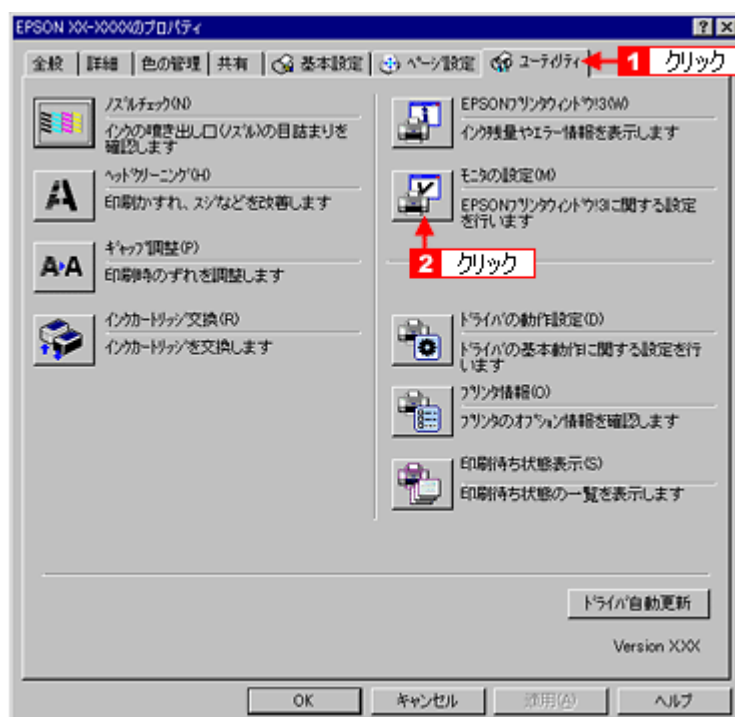 EPSON XX-XXXXのプロパティ
全般 詳細 色の管理 共有 基本設定 ページ設定 ユーティリティ
1 クリック
ノズルチェック(N)
インクの噴き出し口(ノズル)の目詰まりを
確認します
ヘッドクリーニング(H)
印刷かすれ、スジなどを改善します
ギャップ調整(P)
印刷時のずれを調整します
インクカートリッジ交換(R)
インクカートリッジを交換します
EPSONプリンタウィンドウ!3(W)
インク残量やエラー情報を表示します
モニタの設定(M)
EPSONプリンタウィンドウ!3に関する設定
を行います
2 クリック
ドライバの動作設定(D)
ドライバの基本動作に関する設定を行
います
プリンタ情報(O)
プリンタのオプション情報を確認します
印刷待ち状態表示(S)
印刷待ち状態の一覧を表示します
ドライバ自動更新
Version XXX
OK キャンセル 適用(A) ヘルプ